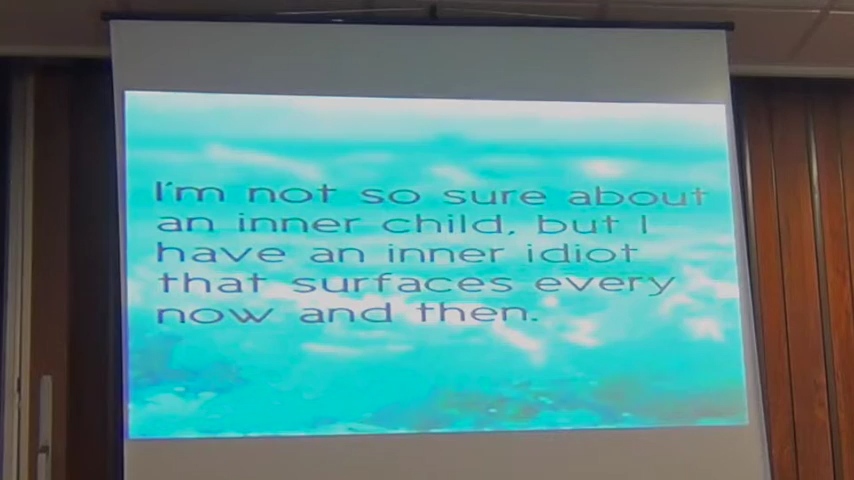 I'm not so sure about
an inner child, but I
have an inner idiot
that surfaces every
now and then.